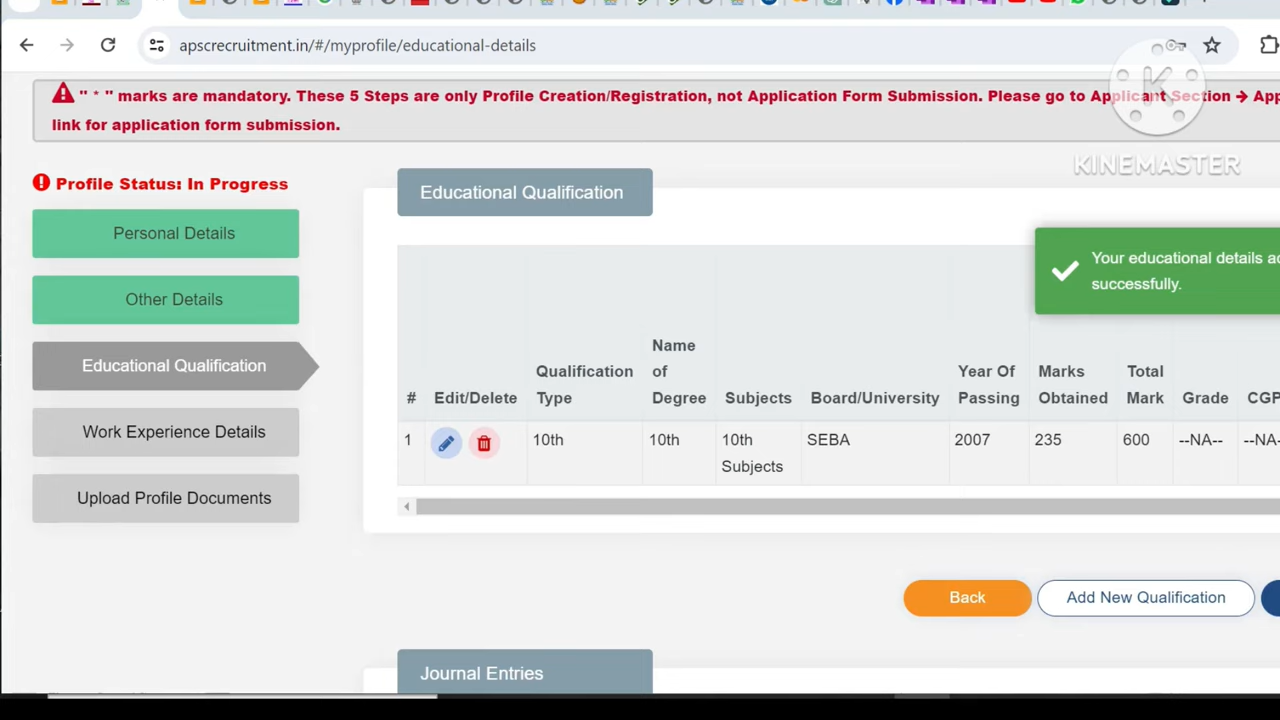 apscrecruitment.in/#/myprofile/educational-details
" * " marks are mandatory. These 5 Steps are only Profile Creation/Registration, not Application Form Submission. Please go to Applicant Section →
link for application form submission.
KINEMASTER
Profile Status: In Progress
Personal Details
Other Details
Educational Qualification
Work Experience Details
Upload Profile Documents
Educational Qualification
Your educational details
successfully.
# Edit/Delete Qualification Type Name of Degree Subjects Board/University Year Of Passing Marks Obtained Total Mark Grade
1 10th 10th 10th Subjects SEBA 2007 235 600 --NA--
Back Add New Qualification
Journal Entries